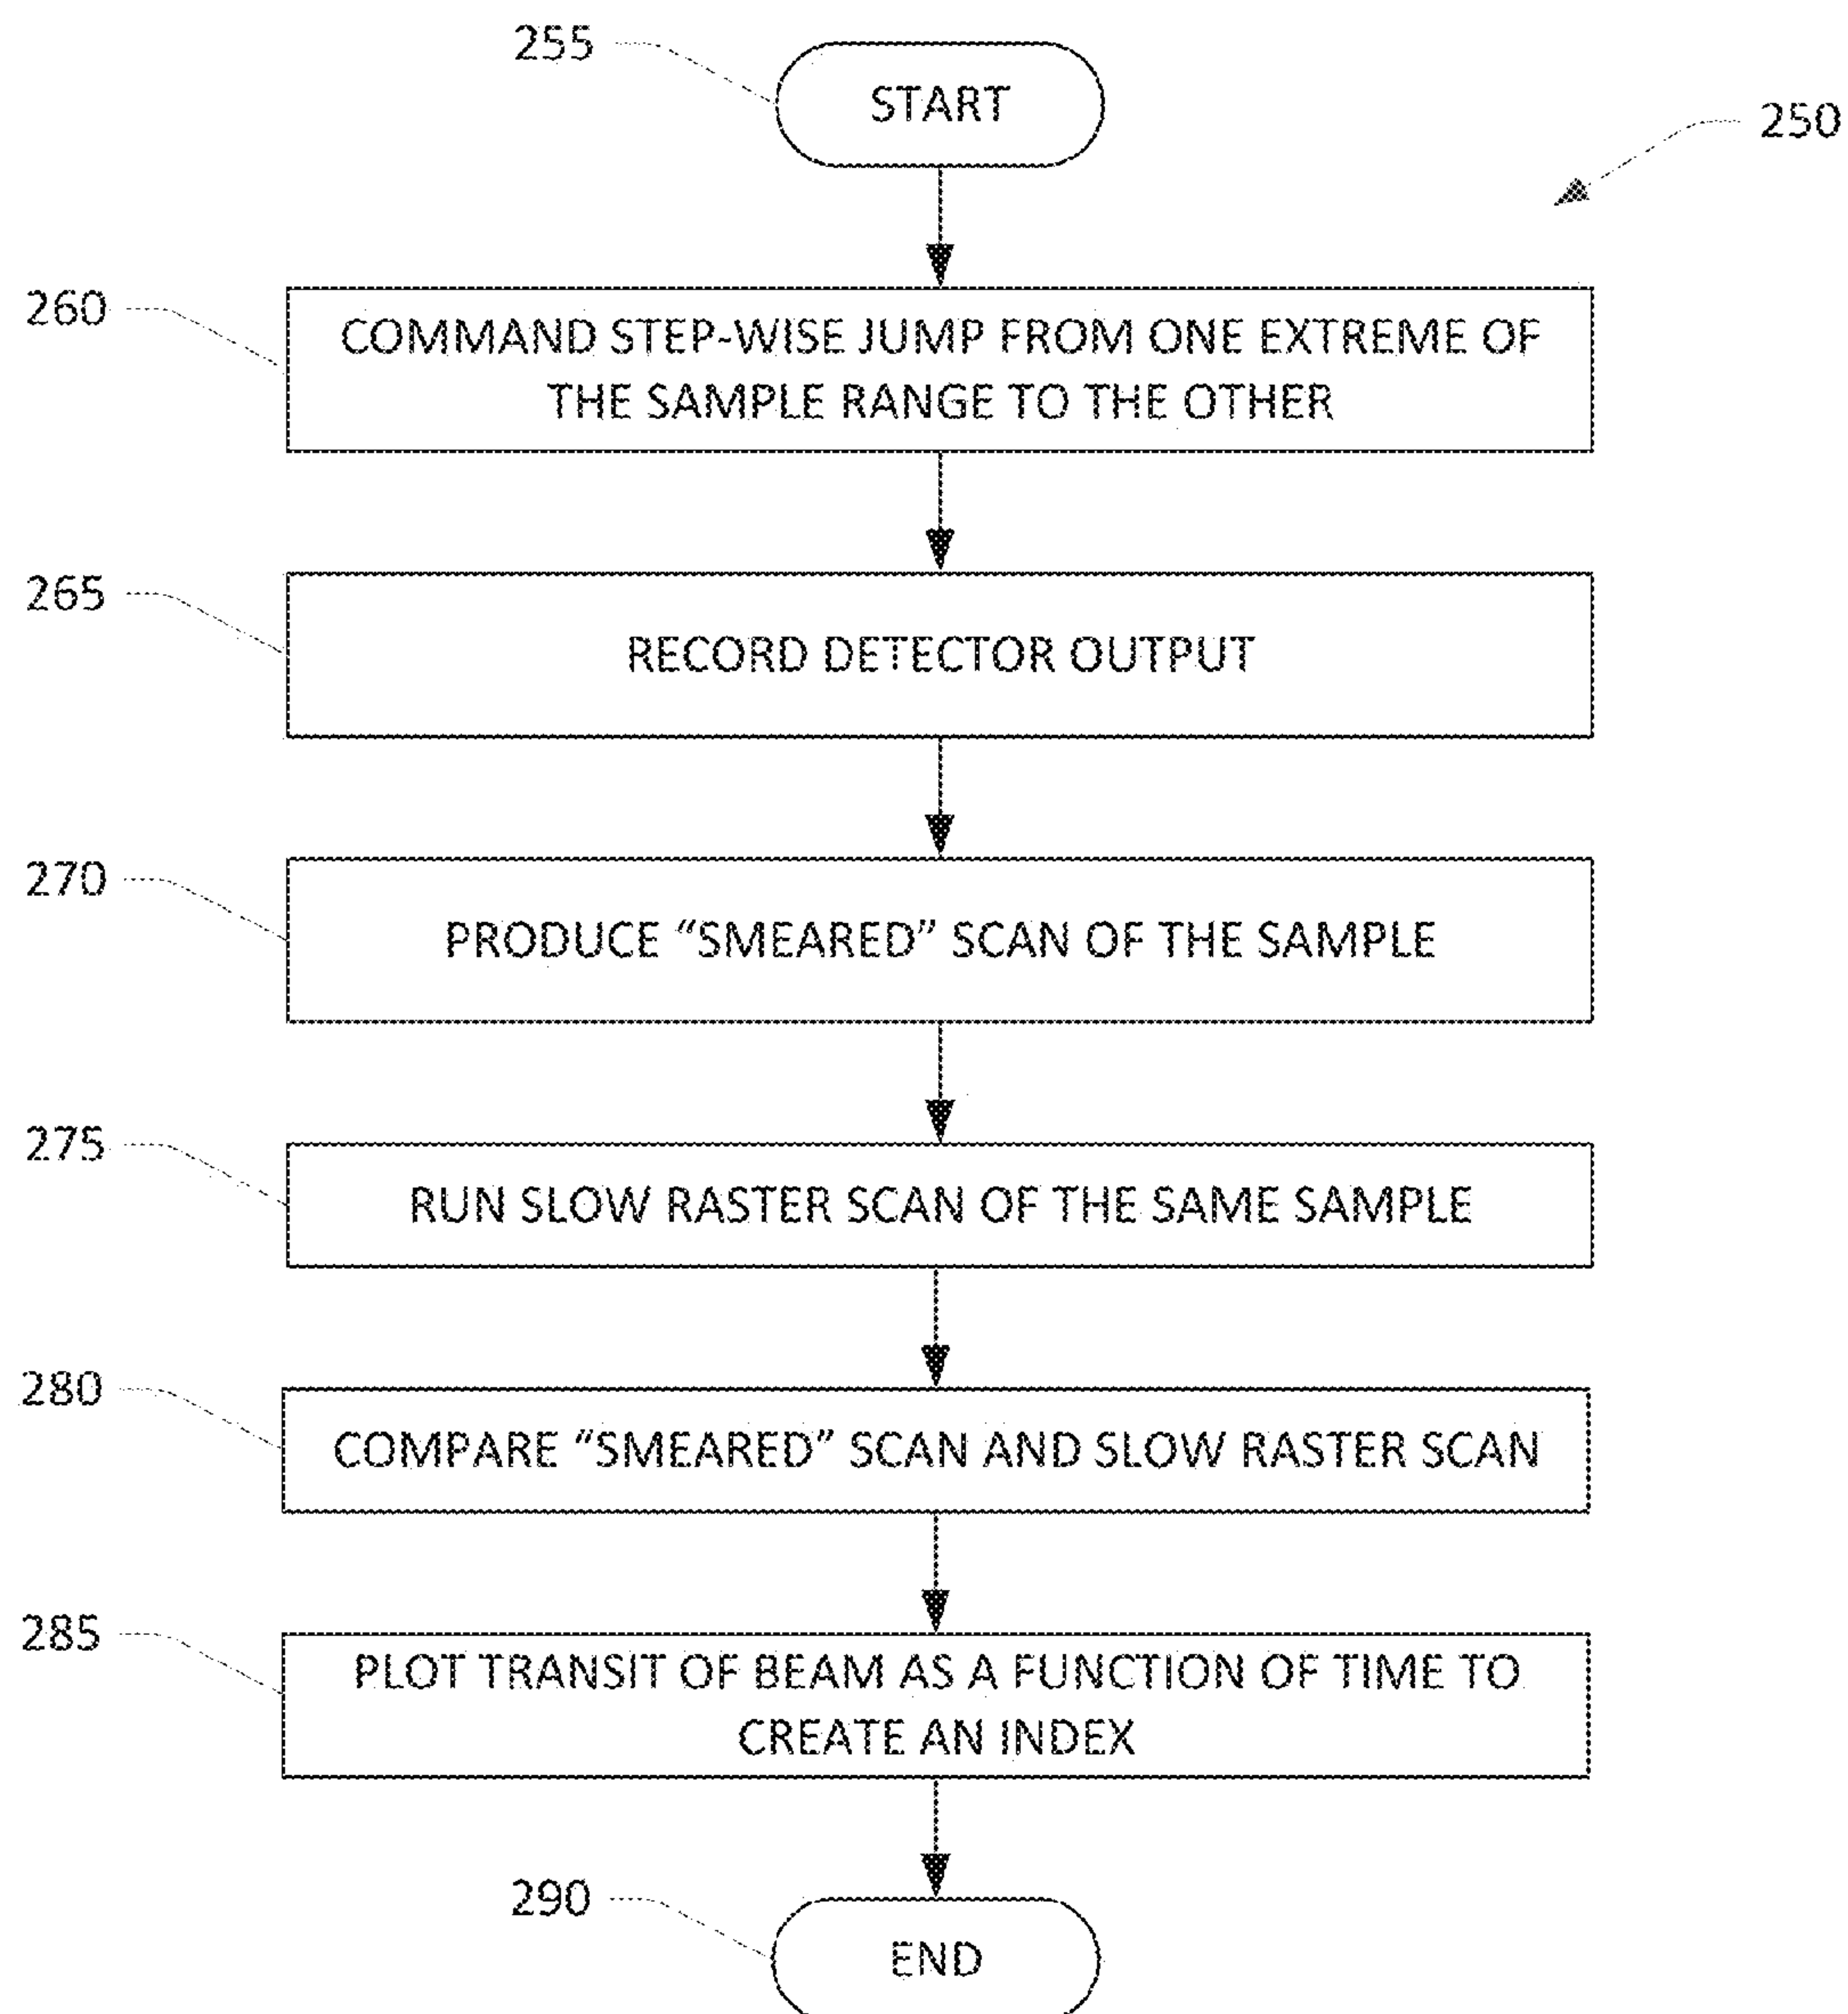 255
START
250
260
COMMAND STEP-WISE JUMP FROM ONE EXTREME OF
THE SAMPLE RANGE TO THE OTHER
265
RECORD DETECTOR OUTPUT
270
PRODUCE “SMEARED” SCAN OF THE SAMPLE
275
RUN SLOW RASTER SCAN OF THE SAME SAMPLE
280
COMPARE “SMEARED” SCAN AND SLOW RASTER SCAN
285
PLOT TRANSIT OF BEAM AS A FUNCTION OF TIME TO
CREATE AN INDEX
290
END